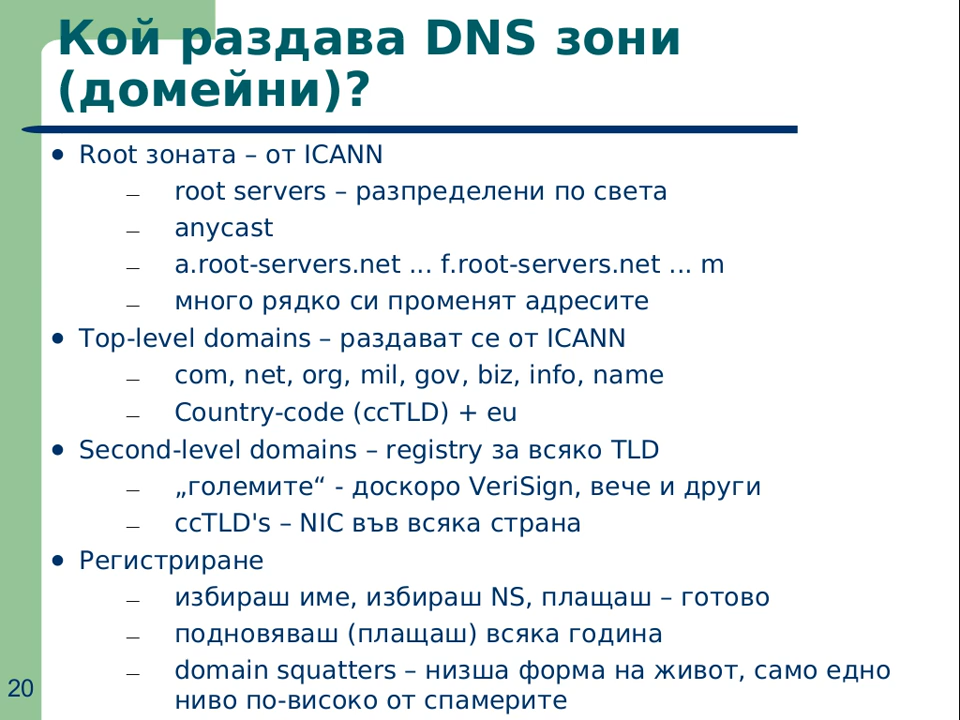 Кой раздава DNS зони
(домейни)?
● Root зоната – от ICANN
— root servers – разпределени по света
— anycast
— a.root-servers.net ... f.root-servers.net ... m
— много рядко си променят адресите
● Top-level domains – раздават се от ICANN
— com, net, org, mil, gov, biz, info, name
— Country-code (ccTLD) + eu
● Second-level domains – registry за всяко TLD
— „големите“ - доскоро VeriSign, вече и други
— ccTLD's – NIC във всяка страна
● Регистриране
— избираш име, избираш NS, плащаш – готово
— подновяваш (плащаш) всяка година
— domain squatters – низша форма на живот, само едно
ниво по-високо от спамерите
20